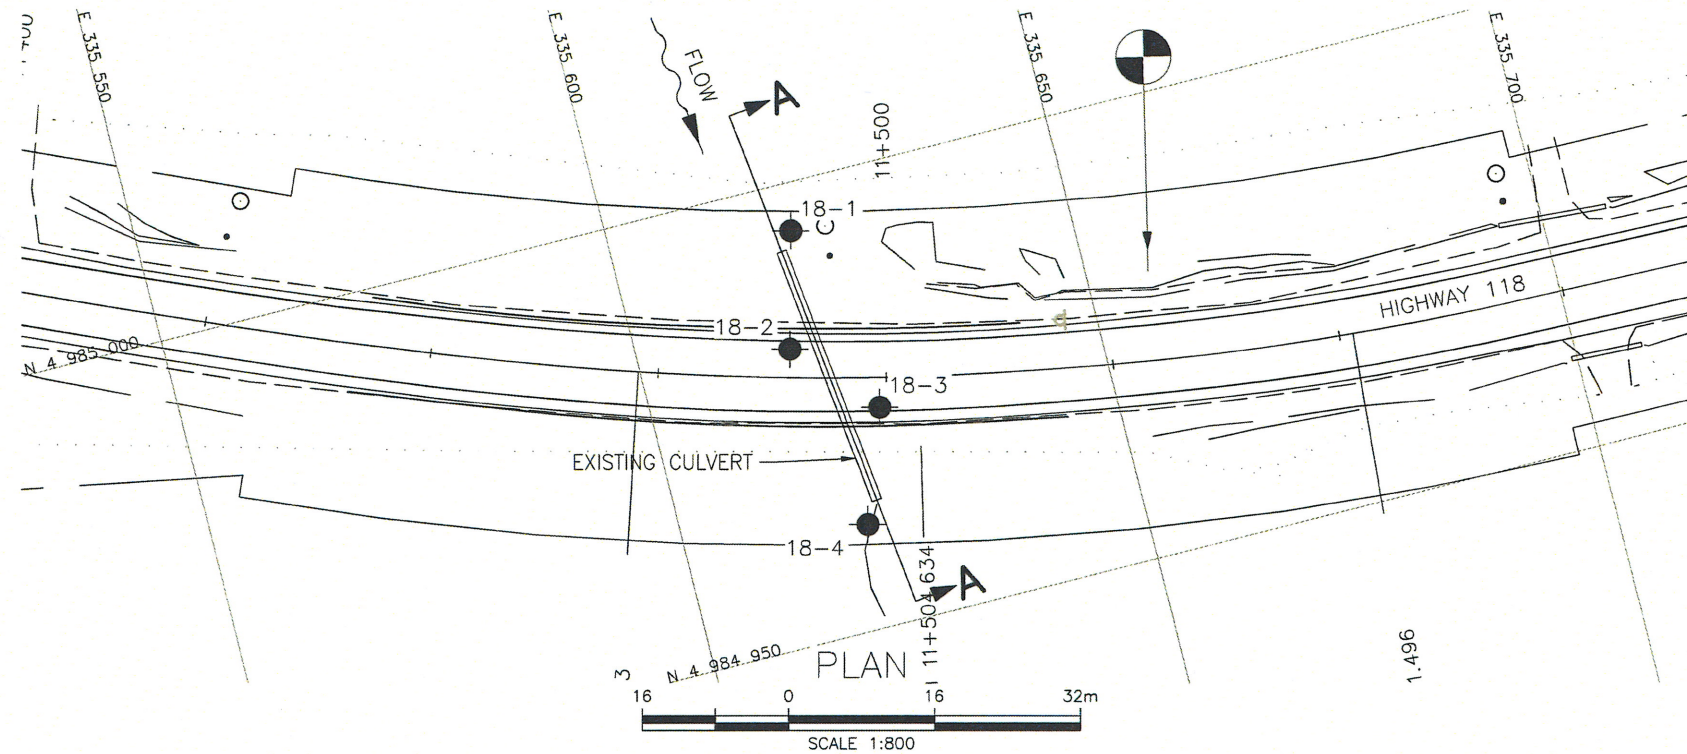 E 335 550
E 335 600
FLOW
A
11+500
E 335 650
E 335 700
18-1
18-2
HIGHWAY 118
N 4 985 000
18-3
EXISTING CULVERT
18-4
A
11+504.634
N 4 984 950
PLAN
3
1.496
16 0 16 32m
SCALE 1:800